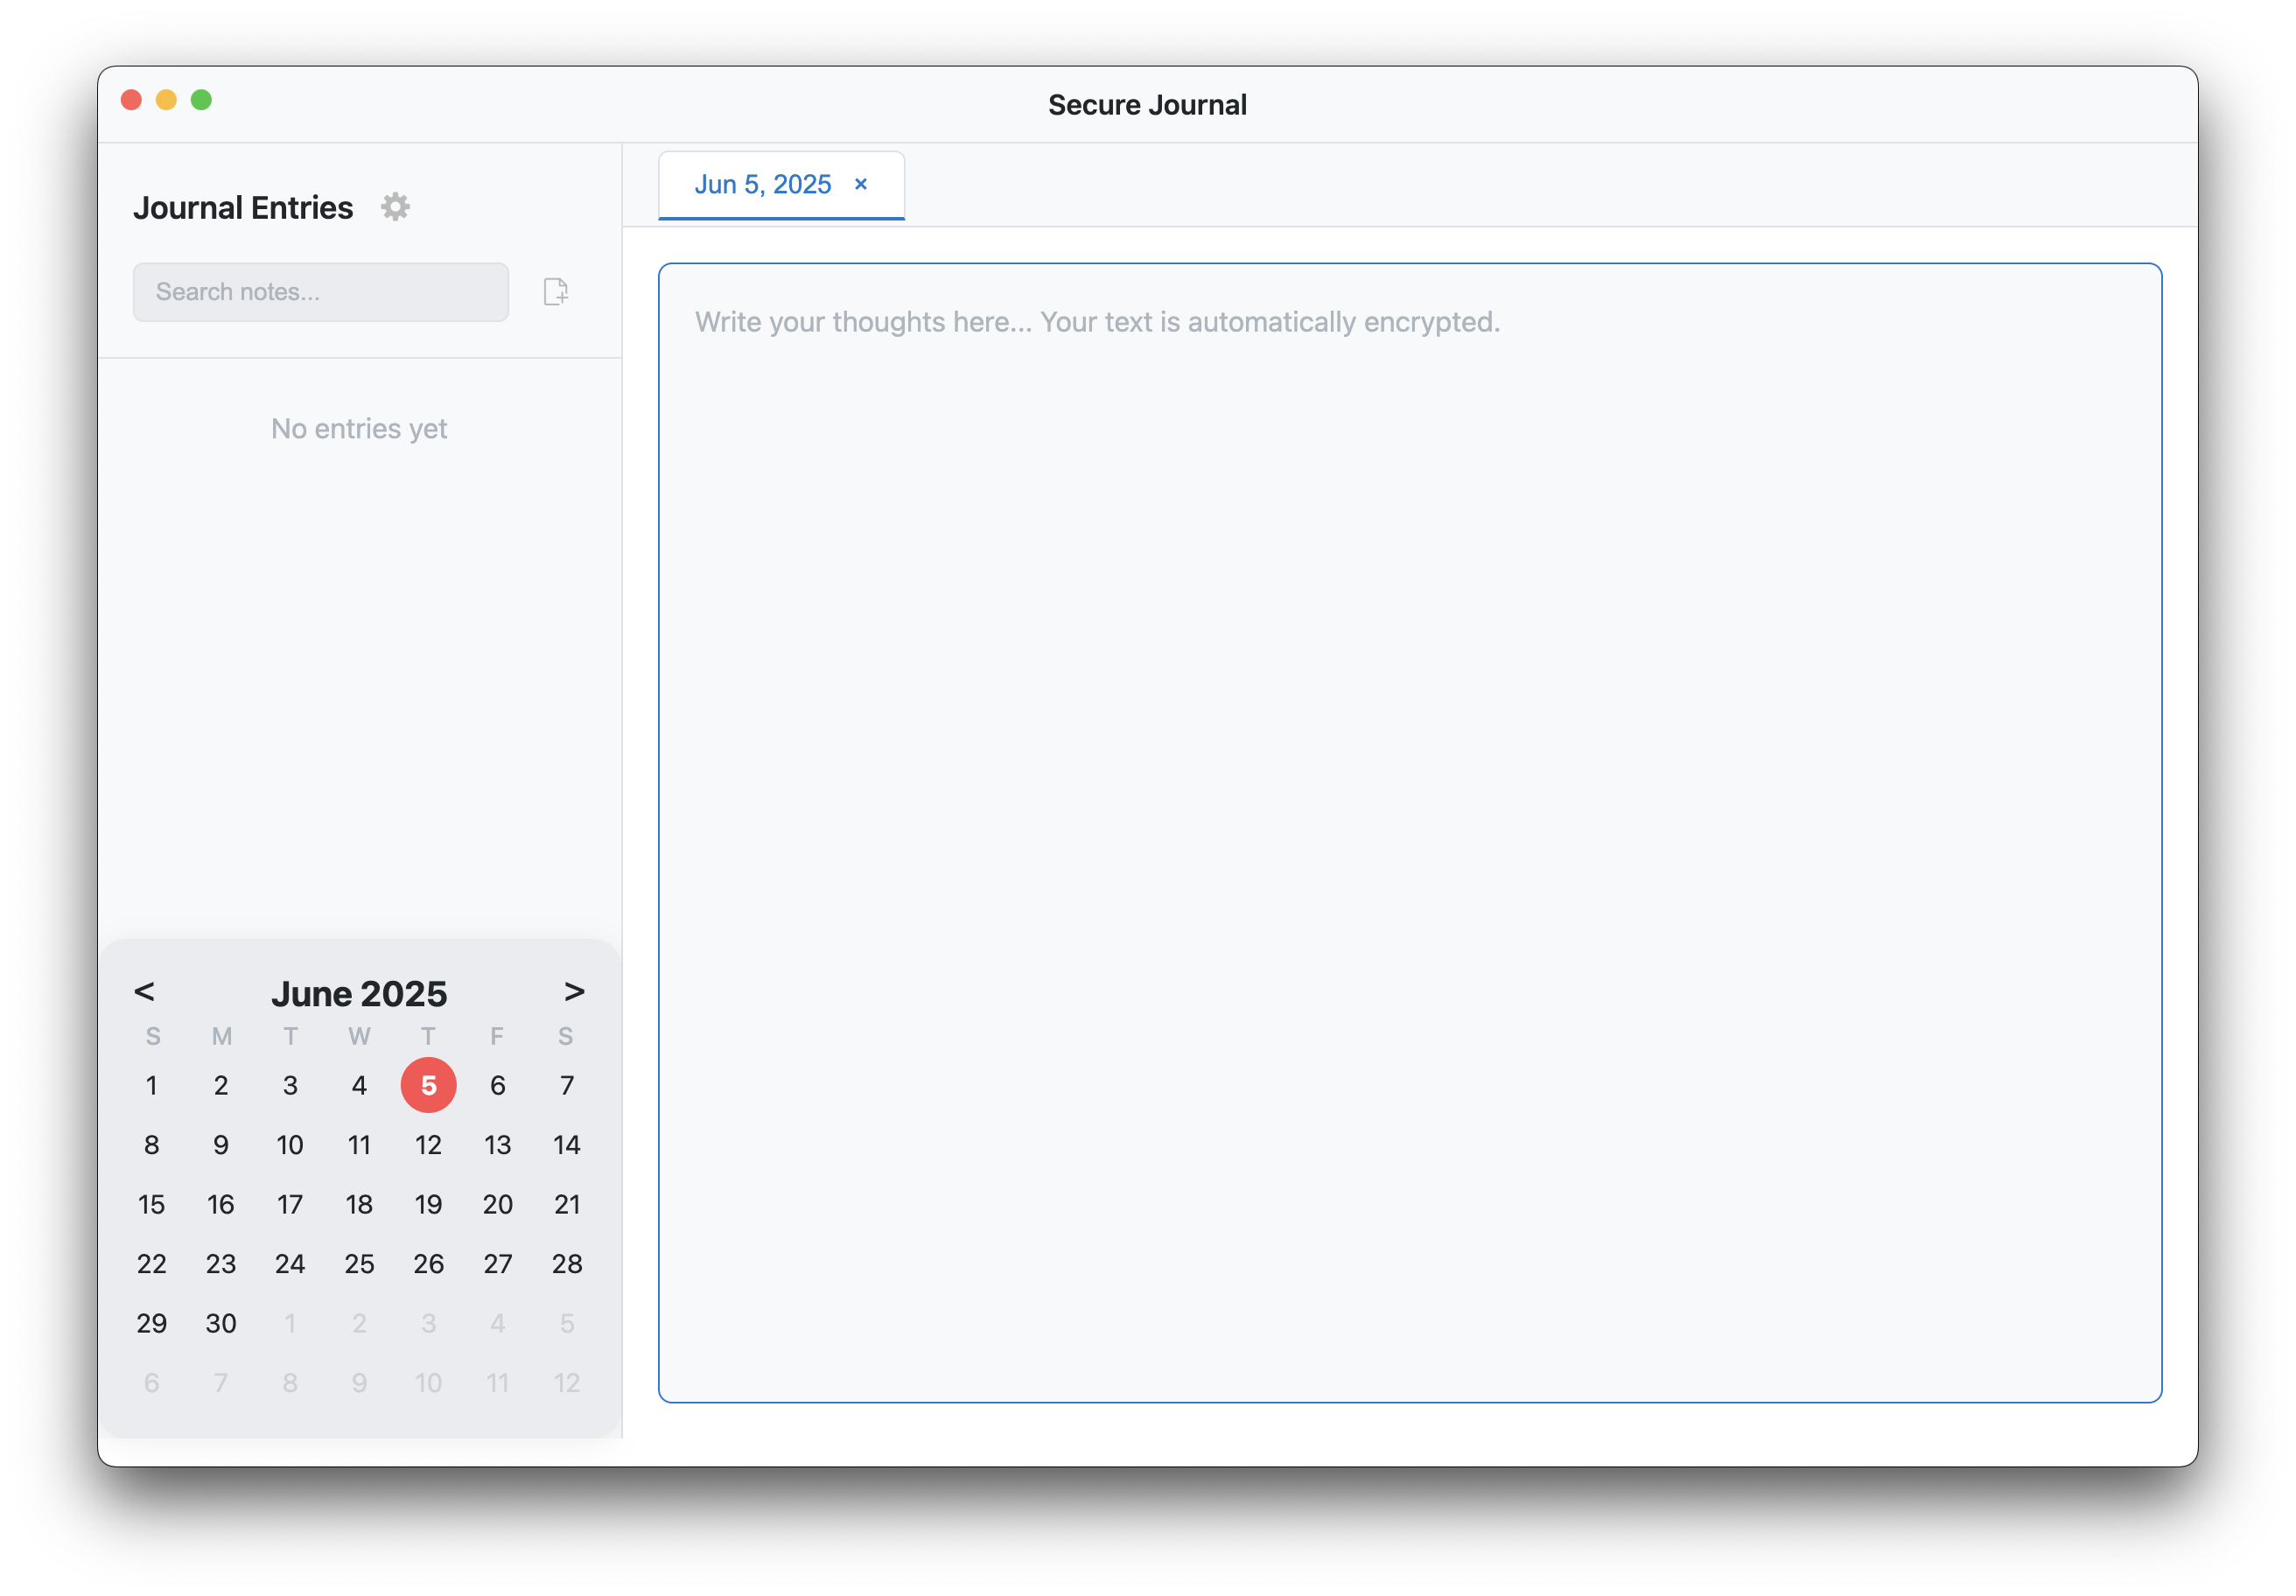 Secure Journal
Journal Entries
Jun 5, 2025 ×
Search notes...
Write your thoughts here... Your text is automatically encrypted.
No entries yet
< June 2025 >
S M T W T F S
1 2 3 4 5 6 7
8 9 10 11 12 13 14
15 16 17 18 19 20 21
22 23 24 25 26 27 28
29 30 1 2 3 4 5
6 7 8 9 10 11 12